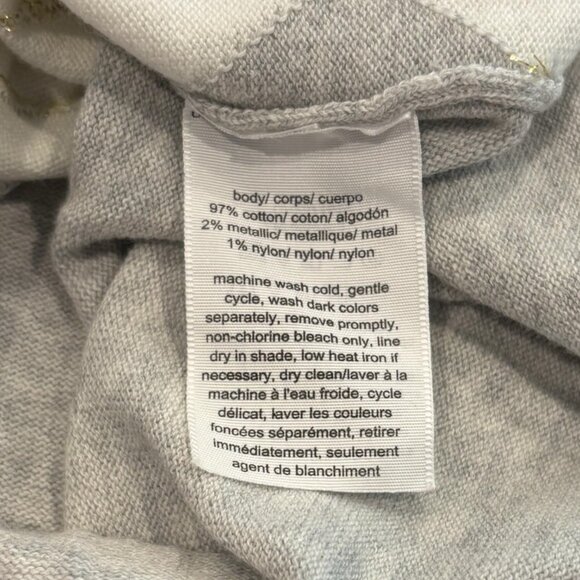 body/ corps/ cuerpo
97% cotton/ coton/ algodón
2% metallic/ metallique/ metal
1% nylon/ nylon/ nylon
machine wash cold, gentle
cycle, wash dark colors
separately, remove promptly,
non-chlorine bleach only, line
dry in shade, low heat iron if
necessary, dry clean/laver à la
machine à l'eau froide, cycle
délicat, kaver les couleurs
foncées séparément, retirer
immédiatement, seulement
agent de blanchiment